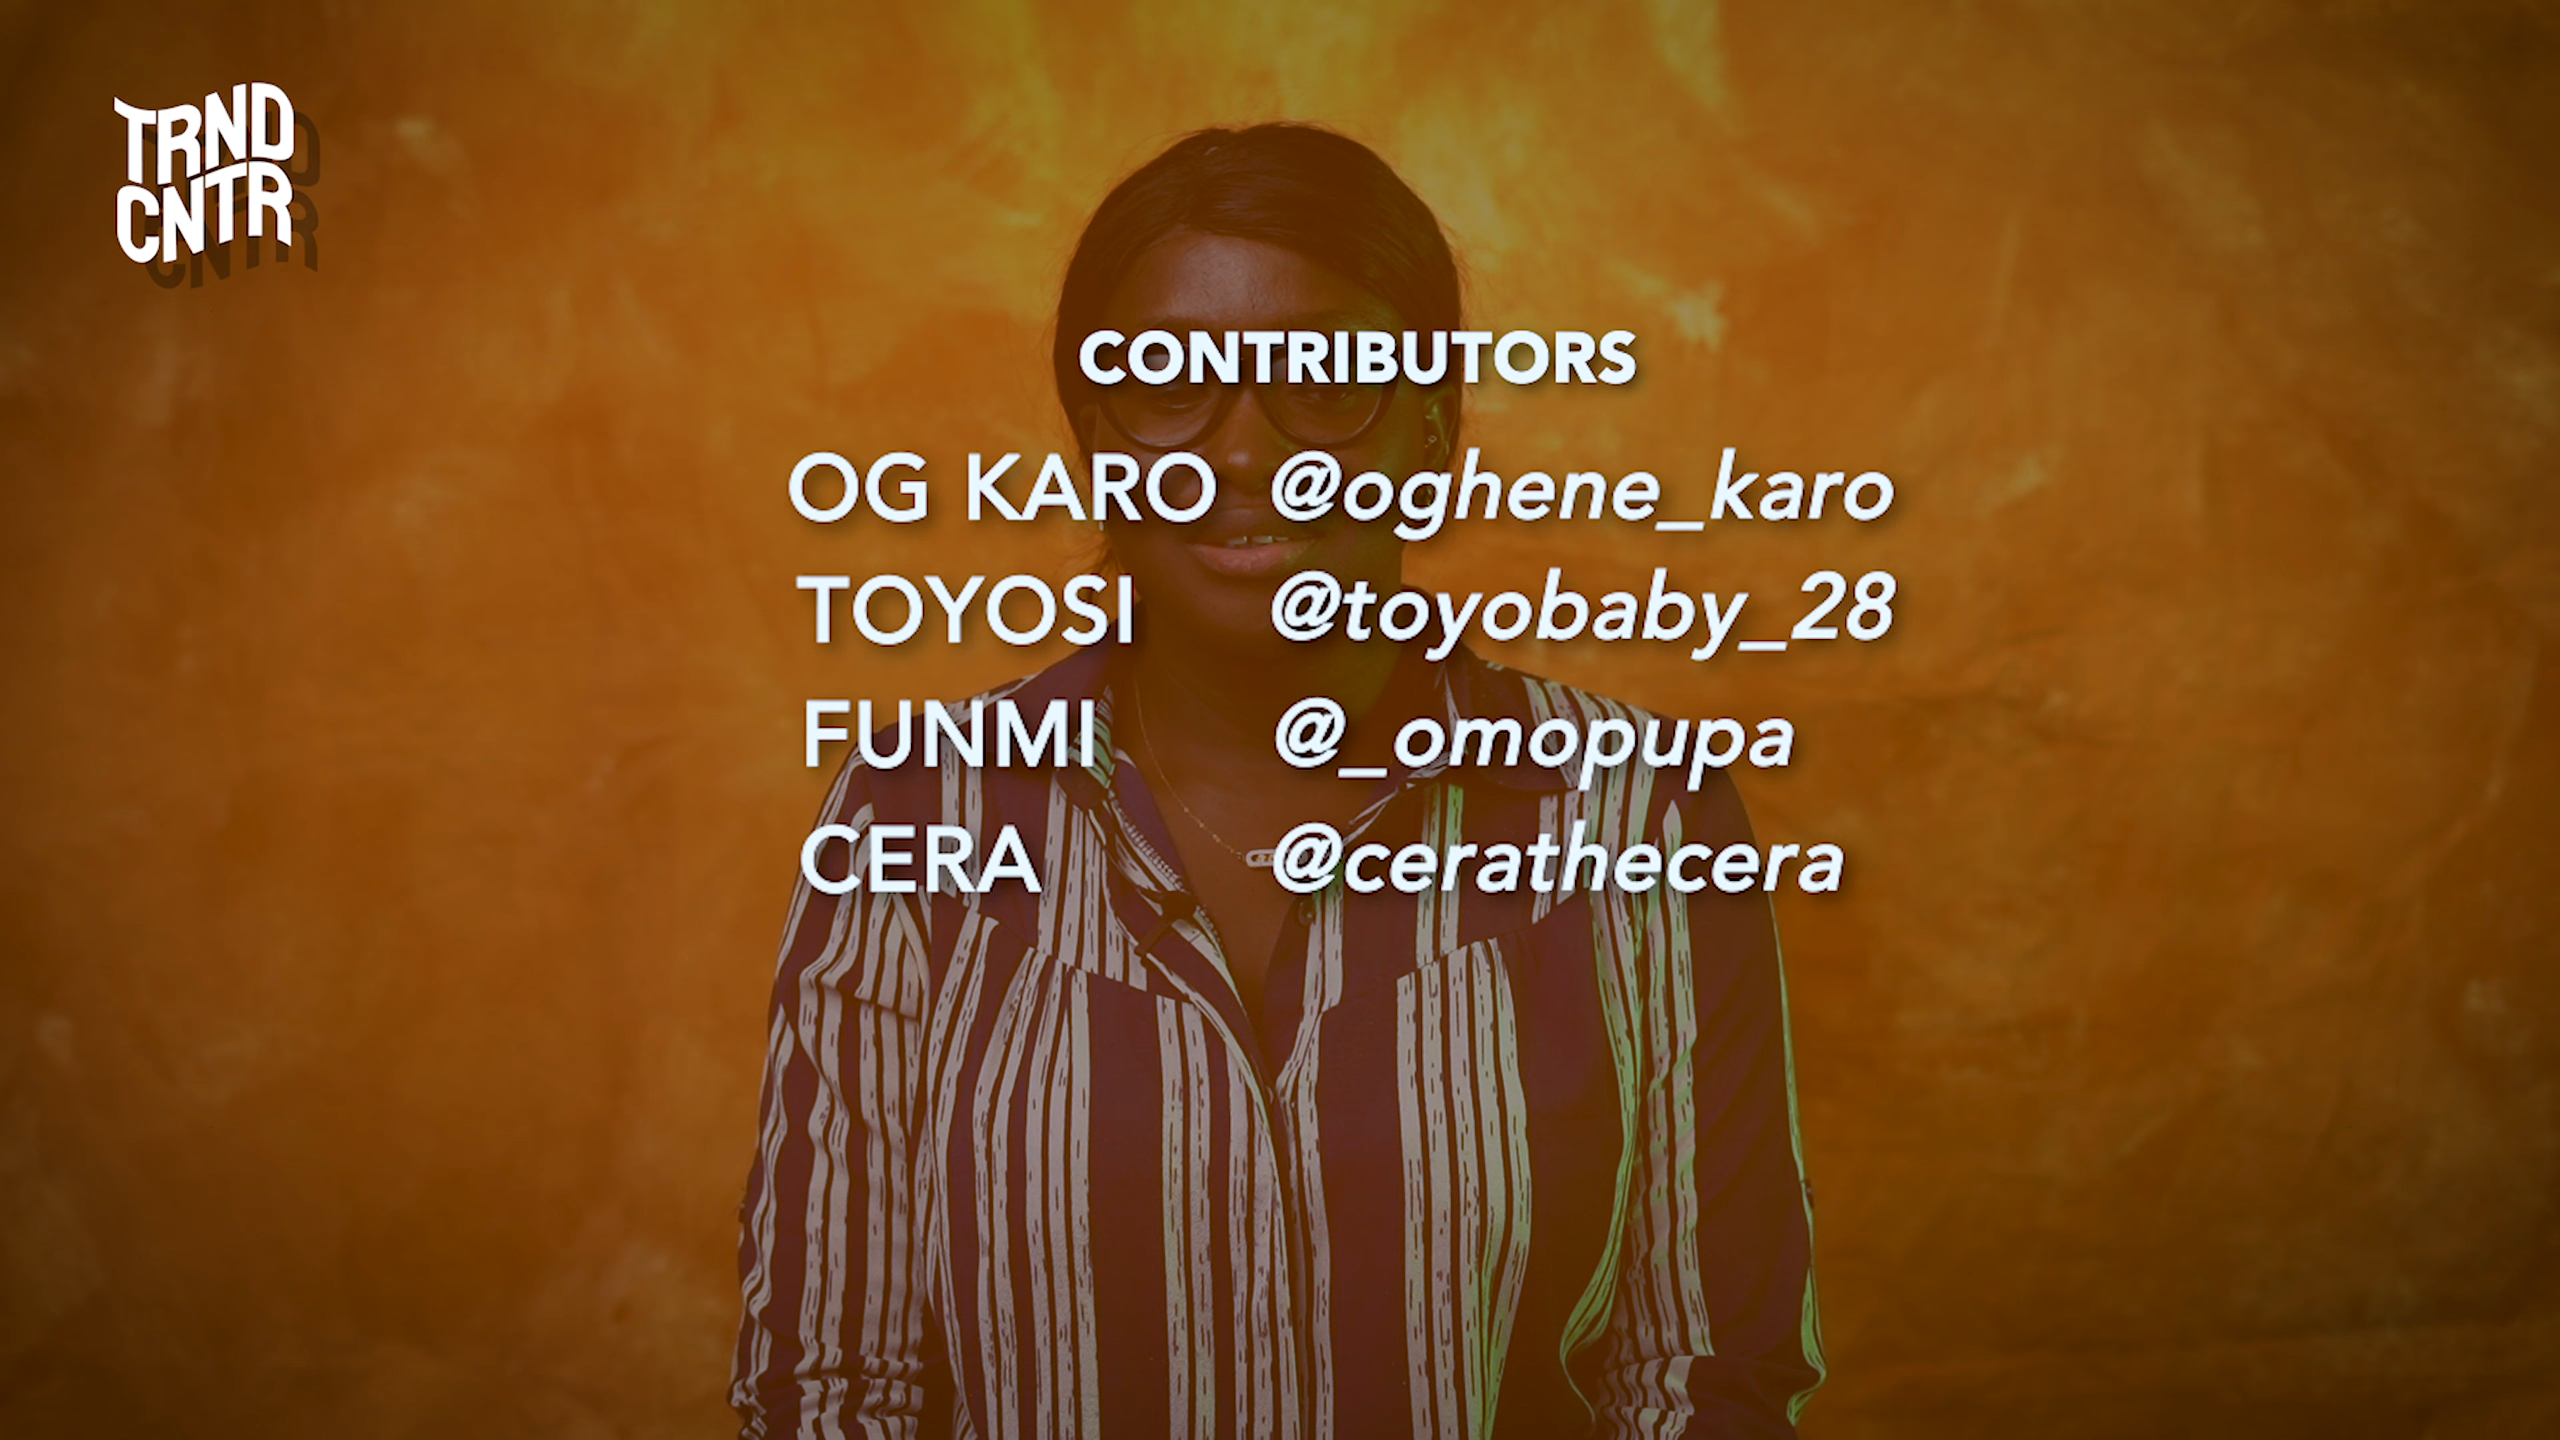 TRND
CNTR
CONTRIBUTORS
OG KARO @oghene_karo
TOYOSI @toyobaby_28
FUNMI @_omopupa
CERA @cerathecera